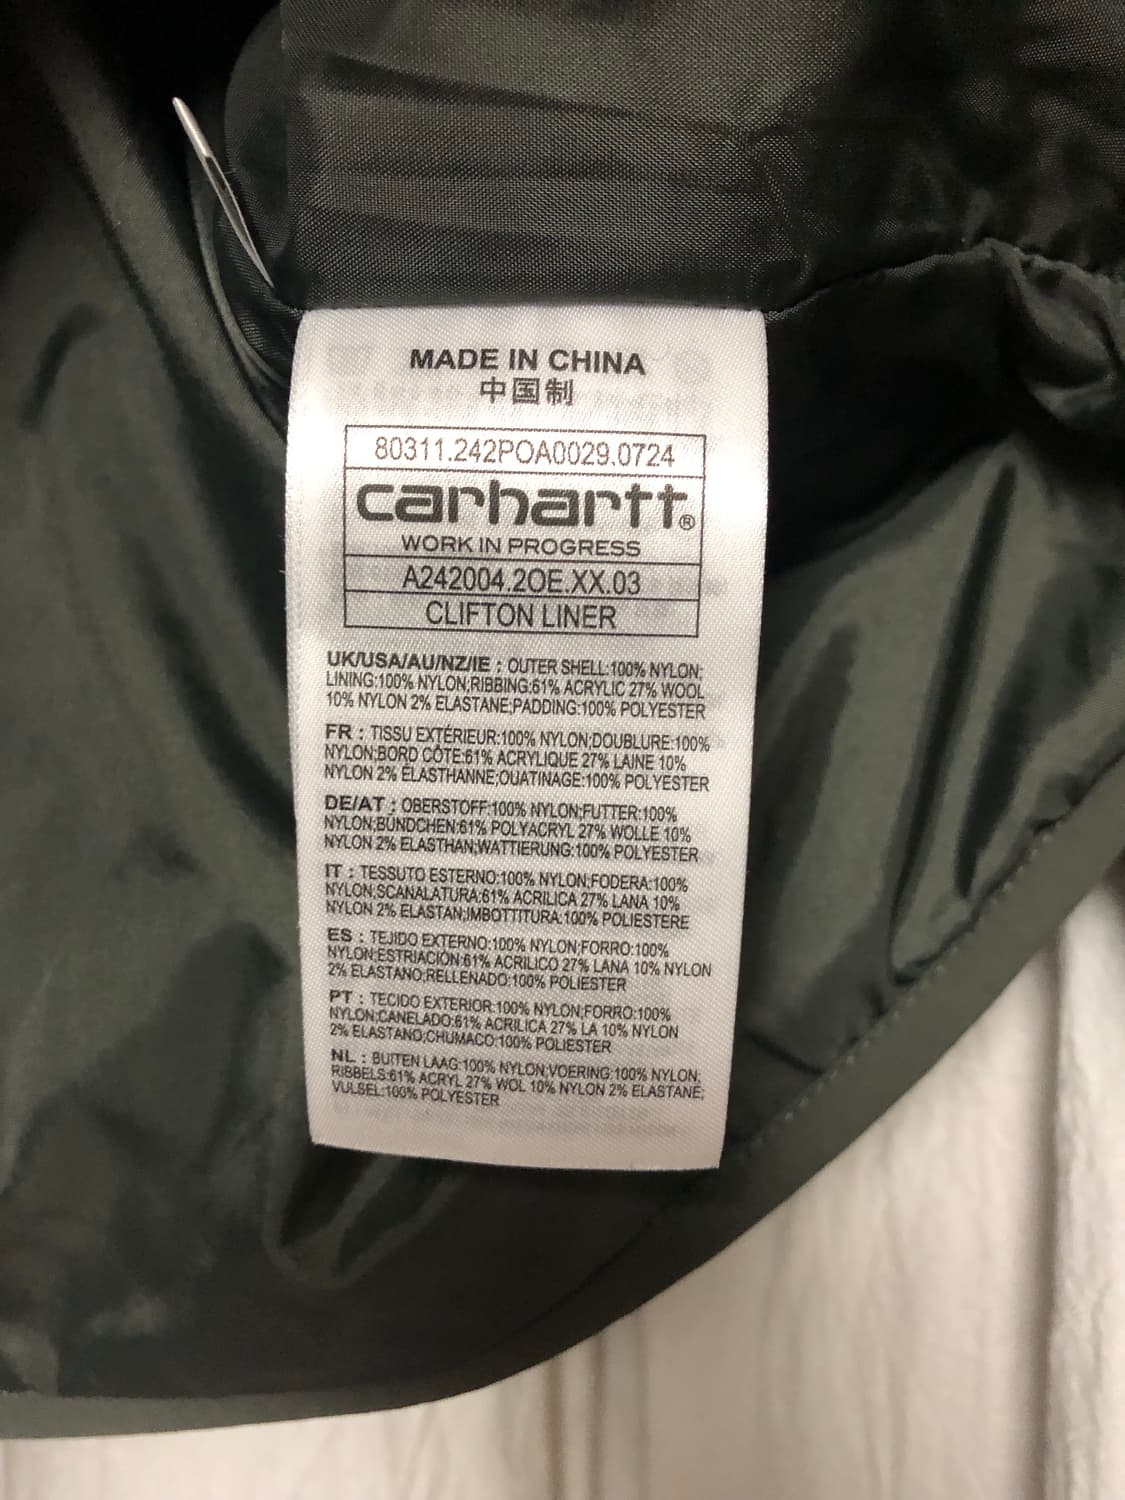 MADE IN CHINA
中国制
80311.242POA0029.0724
carhartt®
WORK IN PROGRESS
A242004.2OE.XX.03
CLIFTON LINER
UK/USA/AU/NZ/IE : OUTER SHELL:100% NYLON;
LINING:100% NYLON;RIBBING:61% ACRYLIC 27% WOOL
10% NYLON 2% ELASTANE;PADDING:100% POLYESTER
FR : TISSU EXTÉRIEUR:100% NYLON;DOUBLURE:100%
NYLON;BORD CÔTE:61% ACRYLIQUE 27% LAINE 10%
NYLON 2% ÉLASTHANNE;OUATINAGE:100% POLYESTER
DE/AT : OBERSTOFF:100% NYLON;FUTTER:100%
NYLON;BÜNDCHEN:61% POLYACRYL 27% WOLLE 10%
NYLON 2% ELASTHAN;WATTIERUNG:100% POLYESTER
IT : TESSUTO ESTERNO:100% NYLON;FODERA:100%
NYLON;SCANALATURA:61% ACRILICA 27% LANA 10%
NYLON 2% ELASTAN;IMBOTTITURA:100% POLIESTERE
ES : TEJIDO EXTERNO:100% NYLON;FORRO:100%
NYLON;ESTRIACIÓN:61% ACRILICO 27% LANA 10% NYLON
2% ELASTANO;RELLENADO:100% POLIESTER
PT : TECIDO EXTERIOR:100% NYLON;FORRO:100%
NYLON;CANELADO:61% ACRILICA 27% LA 10% NYLON
2% ELASTANO;CHUMACO:100% POLIESTER
NL : BUITEN LAAG:100% NYLON;VOERING:100% NYLON;
RIBBELS:61% ACRYL 27% WOL 10% NYLON 2% ELASTANE;
VULSEL:100% POLYESTER